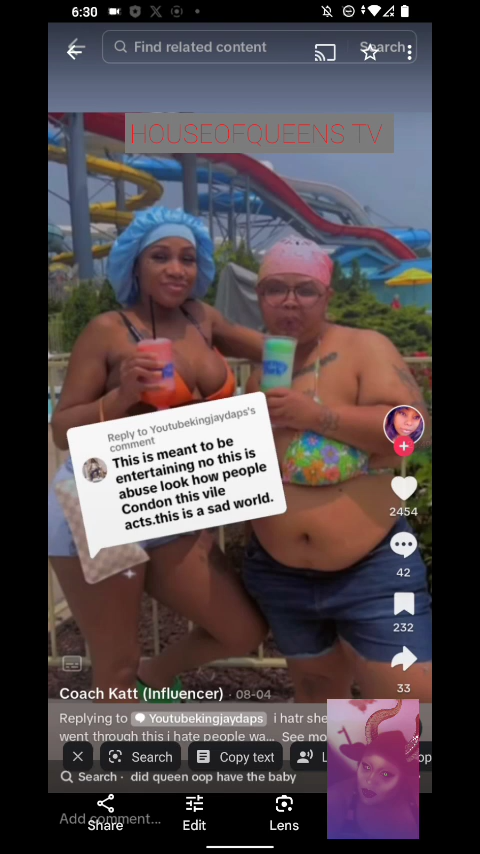 6:30
Find related content
Search
HOUSEOFQUEENS TV
Reply to Youtubekingjaydaps's
comment
This is meant to be
entertaining no this is
abuse look how people
Condon this vile
acts.this is a sad world.
2454
42
232
33
Coach Katt (Influencer) · 08-04
Replying to Youtubekingjaydaps i hatr she
went through this i hate people wa... See mo
Search
Copy text
L
op
Search · did queen oop have the baby
Add comment...
Share
Edit
Lens